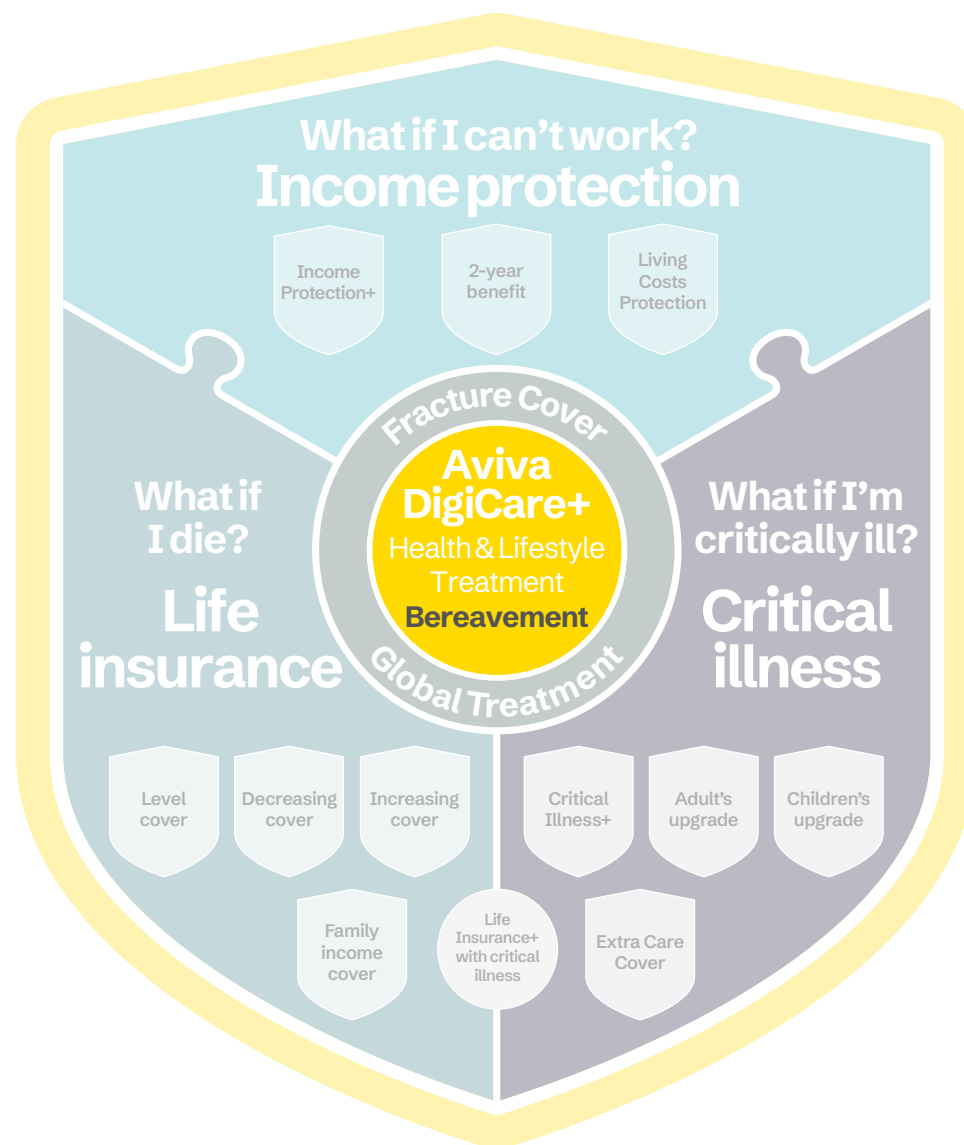 What if I can't work?
Income protection
Income
Protection+
2-year
benefit
Living
Costs
Protection
Fracture Cover
Aviva
DigiCare+
Health & Lifestyle
Treatment
Bereavement
Global Treatment
What if
I die?
Life
insurance
What if I'm
critically ill?
Critical
illness
Level
cover
Decreasing
cover
Increasing
cover
Critical
Illness+
Adult's
upgrade
Children's
upgrade
Family
income
cover
Life
Insurance+
with critical
illness
Extra Care
Cover